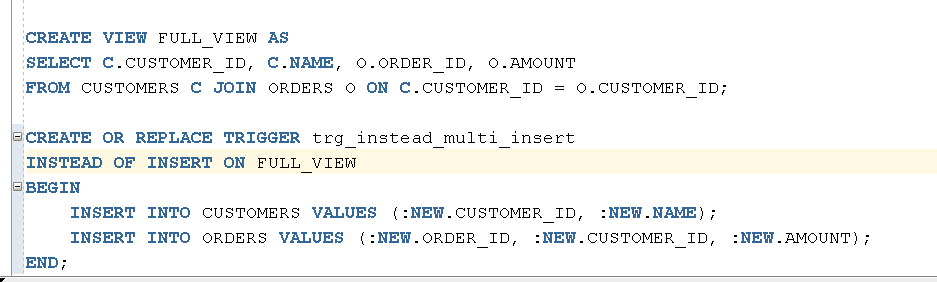 CREATE VIEW FULL_VIEW AS
SELECT C.CUSTOMER_ID, C.NAME, O.ORDER_ID, O.AMOUNT
FROM CUSTOMERS C JOIN ORDERS O ON C.CUSTOMER_ID = O.CUSTOMER_ID;
CREATE OR REPLACE TRIGGER trg_instead_multi_insert
INSTEAD OF INSERT ON FULL_VIEW
BEGIN
    INSERT INTO CUSTOMERS VALUES (:NEW.CUSTOMER_ID, :NEW.NAME);
    INSERT INTO ORDERS VALUES (:NEW.ORDER_ID, :NEW.CUSTOMER_ID, :NEW.AMOUNT);
END;